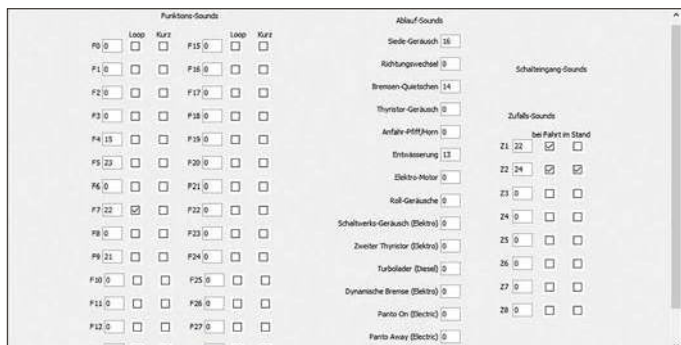 Funktions-Sounds
Loop Kurz Loop Kurz
F0 0 F15 0
F1 0 F16 0
F2 0 F17 0
F3 0 F18 0
F4 15 F19 0
F5 23 F20 0
F6 0 F21 0
F7 22 F22 0
F8 0 F23 0
F9 21 F24 0
F10 0 F25 0
F11 0 F26 0
F12 0 F27 0
Ablauf-Sounds
Siede-Geräusch 16
Richtungswechsel 0
Bremsen-Quietschen 14
Thyristor-Geräusch 0
Anfahr-Pfiff/Horn 0
Entwässerung 13
Elektro-Motor 0
Roll-Geräusche 0
Schaltwerks-Geräusch (Elektro) 0
Zweiter Thyristor (Elektro) 0
Turbolader (Diesel) 0
Dynamische Bremse (Elektro) 0
Panto On (Electric) 0
Panto Away (Electric) 0
Schalteingang-Sounds
Zufalls-Sounds
bei Fahrt im Stand
Z1 22
Z2 24
Z3 0
Z4 0
Z5 0
Z6 0
Z7 0
Z8 0